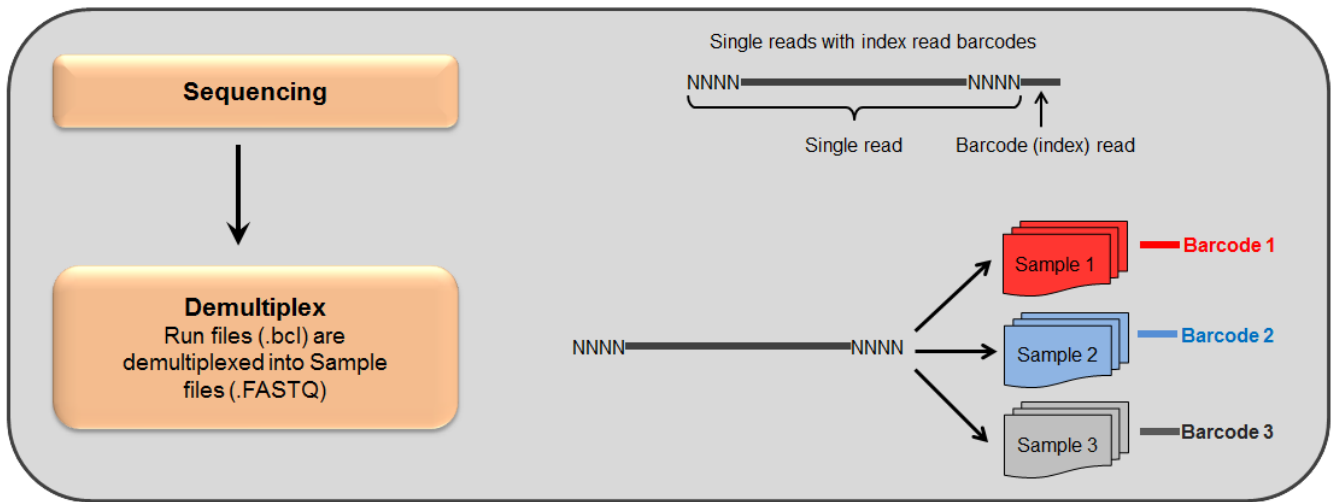 Sequencing
Single reads with index read barcodes
NNNN NNNN
Single read
Barcode (index) read
Demultiplex
Run files (.bcl) are
demultiplexed into Sample
files (.FASTQ)
NNNN NNNN
Sample 1
Barcode 1
Sample 2
Barcode 2
Sample 3
Barcode 3